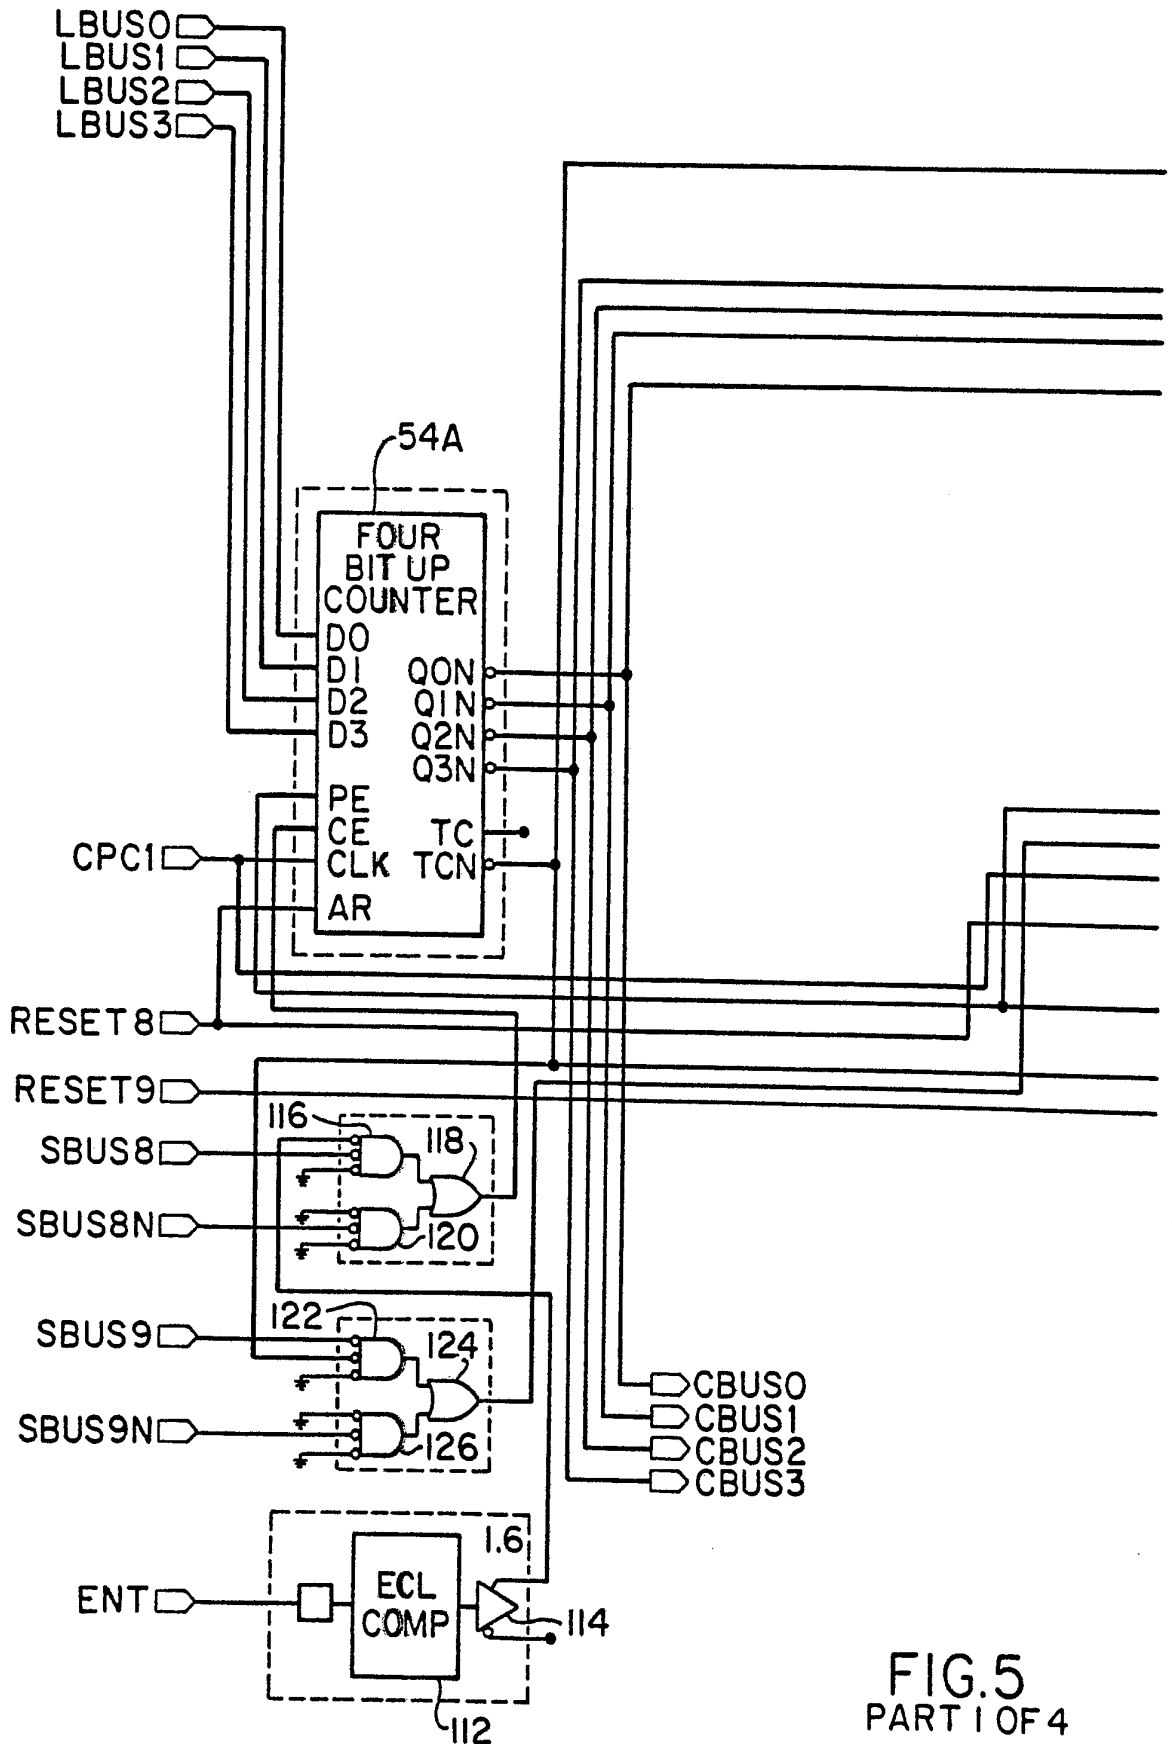 LBUS0
LBUS1
LBUS2
LBUS3
54A
FOUR
BIT UP
COUNTER
D0
D1
D2
D3
Q0N
Q1N
Q2N
Q3N
PE
CE
CLK
AR
TC
TCN
CPC1
RESET8
RESET9
116
118
SBUS8
SBUS8N
120
122
SBUS9
124
SBUS9N
126
CBUS0
CBUS1
CBUS2
CBUS3
1.6
ENT
ECL
COMP
114
112
FIG.5
PART 1 OF 4